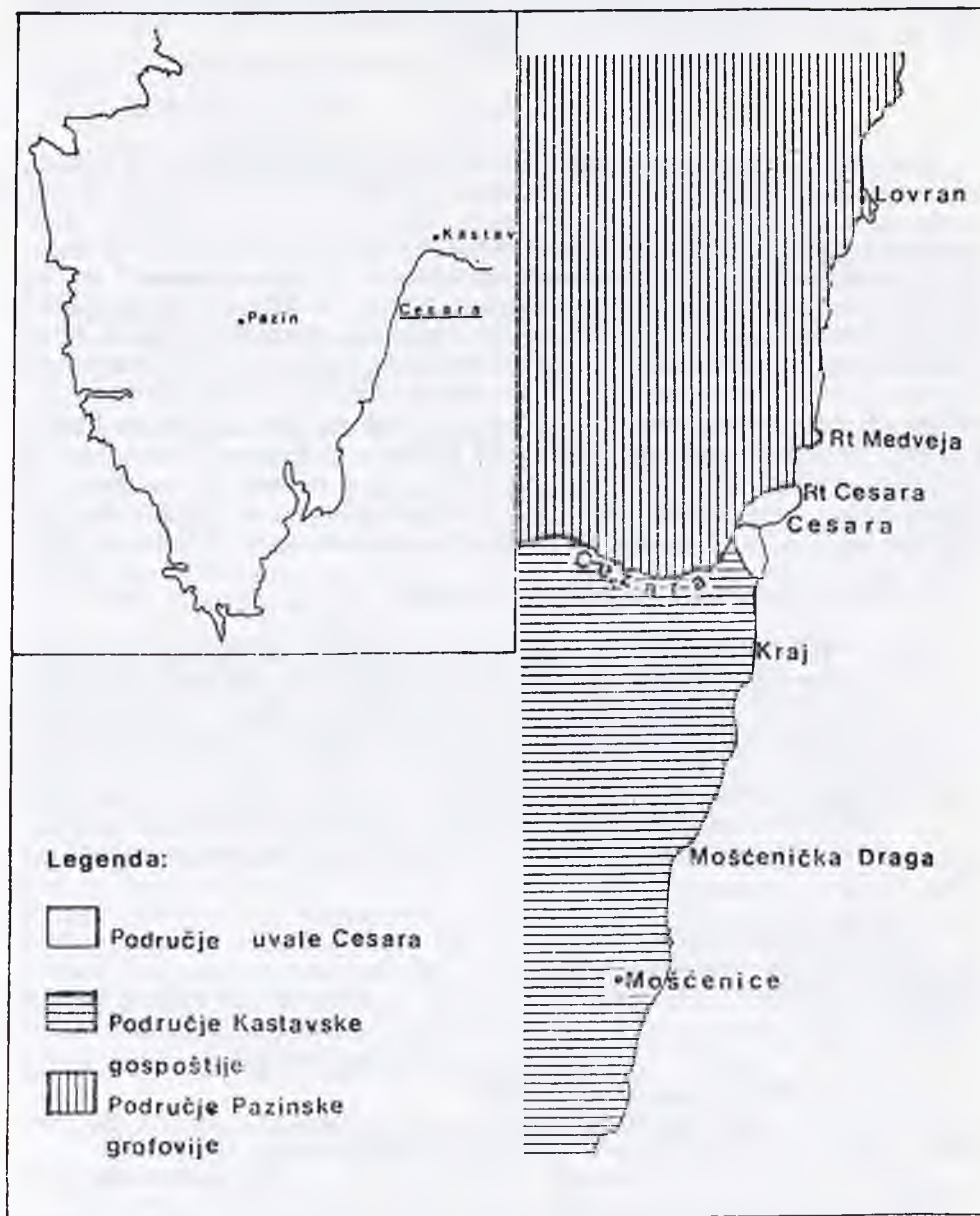 Kastav
Cesara
Pazin
Lovran
Rt Medveja
Rt Cesara
Cesara
Kraj
Mošćenička Draga
Mošćenice
Legenda:
Područje uvale Cesara
Područje Kastavske
gospoštije
Područje Pazinske
grofovije